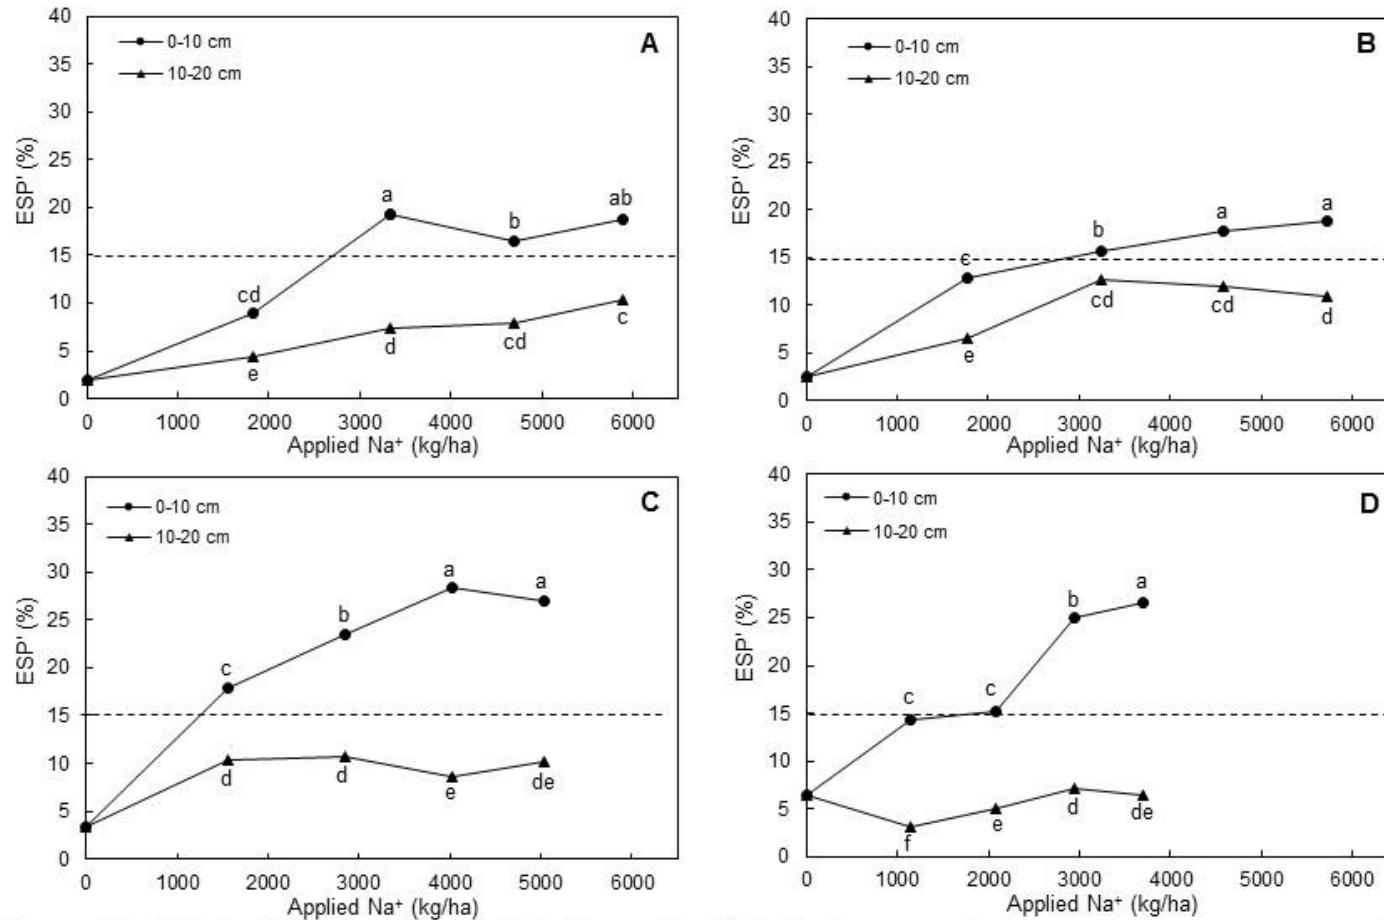 40
35
30
25
20
15
10
5
0
ESP' (%)
0-10 cm
10-20 cm
A
cd
a
b
ab
e
d
cd
c
0 1000 2000 3000 4000 5000 6000
Applied Na⁺ (kg/ha)
40
35
30
25
20
15
10
5
0
ESP' (%)
0-10 cm
10-20 cm
B
c
b
a
a
e
cd
cd
d
0 1000 2000 3000 4000 5000 6000
Applied Na⁺ (kg/ha)
40
35
30
25
20
15
10
5
0
ESP' (%)
0-10 cm
10-20 cm
C
c
b
a
a
d
d
e
de
0 1000 2000 3000 4000 5000 6000
Applied Na⁺ (kg/ha)
40
35
30
25
20
15
10
5
0
ESP' (%)
0-10 cm
10-20 cm
D
c
c
b
a
f
e
d
de
0 1000 2000 3000 4000 5000 6000
Applied Na⁺ (kg/ha)